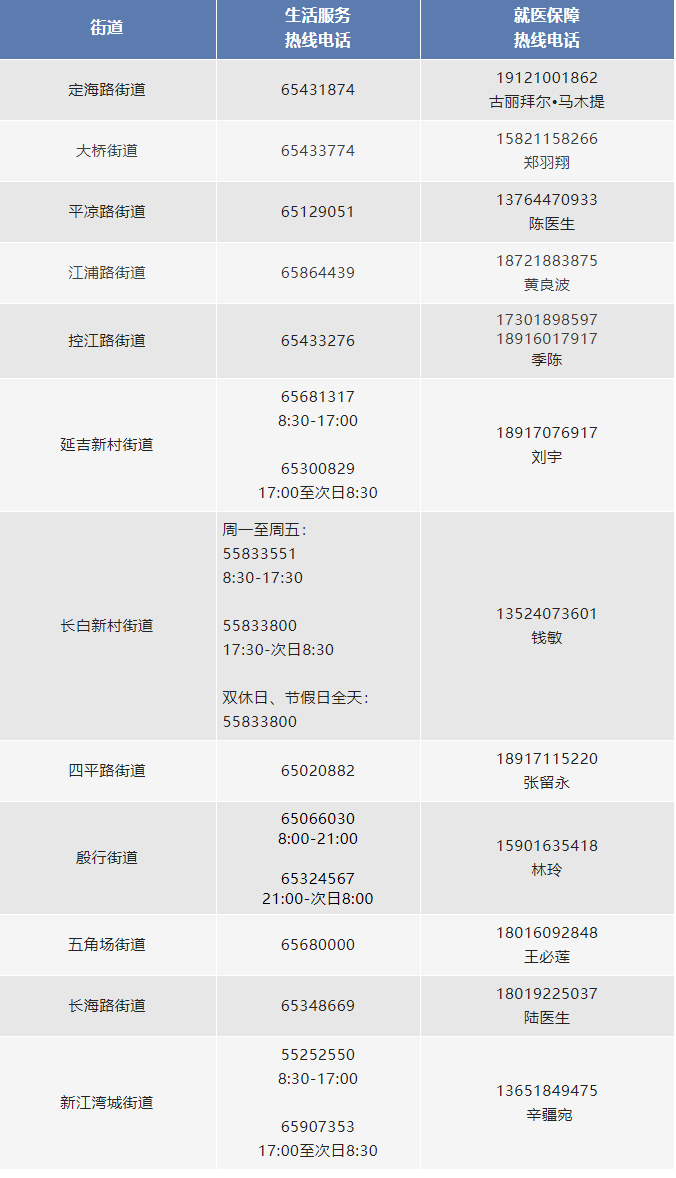 街道
生活服务
热线电话
就医保障
热线电话
定海路街道
65431874
19121001862
古丽拜尔•马木提
大桥街道
65433774
15821158266
郑羽翔
平凉路街道
65129051
13764470933
陈医生
江浦路街道
65864439
18721883875
黄良波
控江路街道
65433276
17301898597
18916017917
季陈
延吉新村街道
65681317
8:30-17:00
65300829
17:00至次日8:30
18917076917
刘宇
长白新村街道
周一至周五：
55833551
8:30-17:30
55833800
17:30-次日8:30
双休日、节假日全天：
55833800
13524073601
钱敏
四平路街道
65020882
18917115220
张留永
殷行街道
65066030
8:00-21:00
65324567
21:00-次日8:00
15901635418
林玲
五角场街道
65680000
18016092848
王必莲
长海路街道
65348669
18019225037
陆医生
新江湾城街道
55252550
8:30-17:00
65907353
17:00至次日8:30
13651849475
辛疆宛